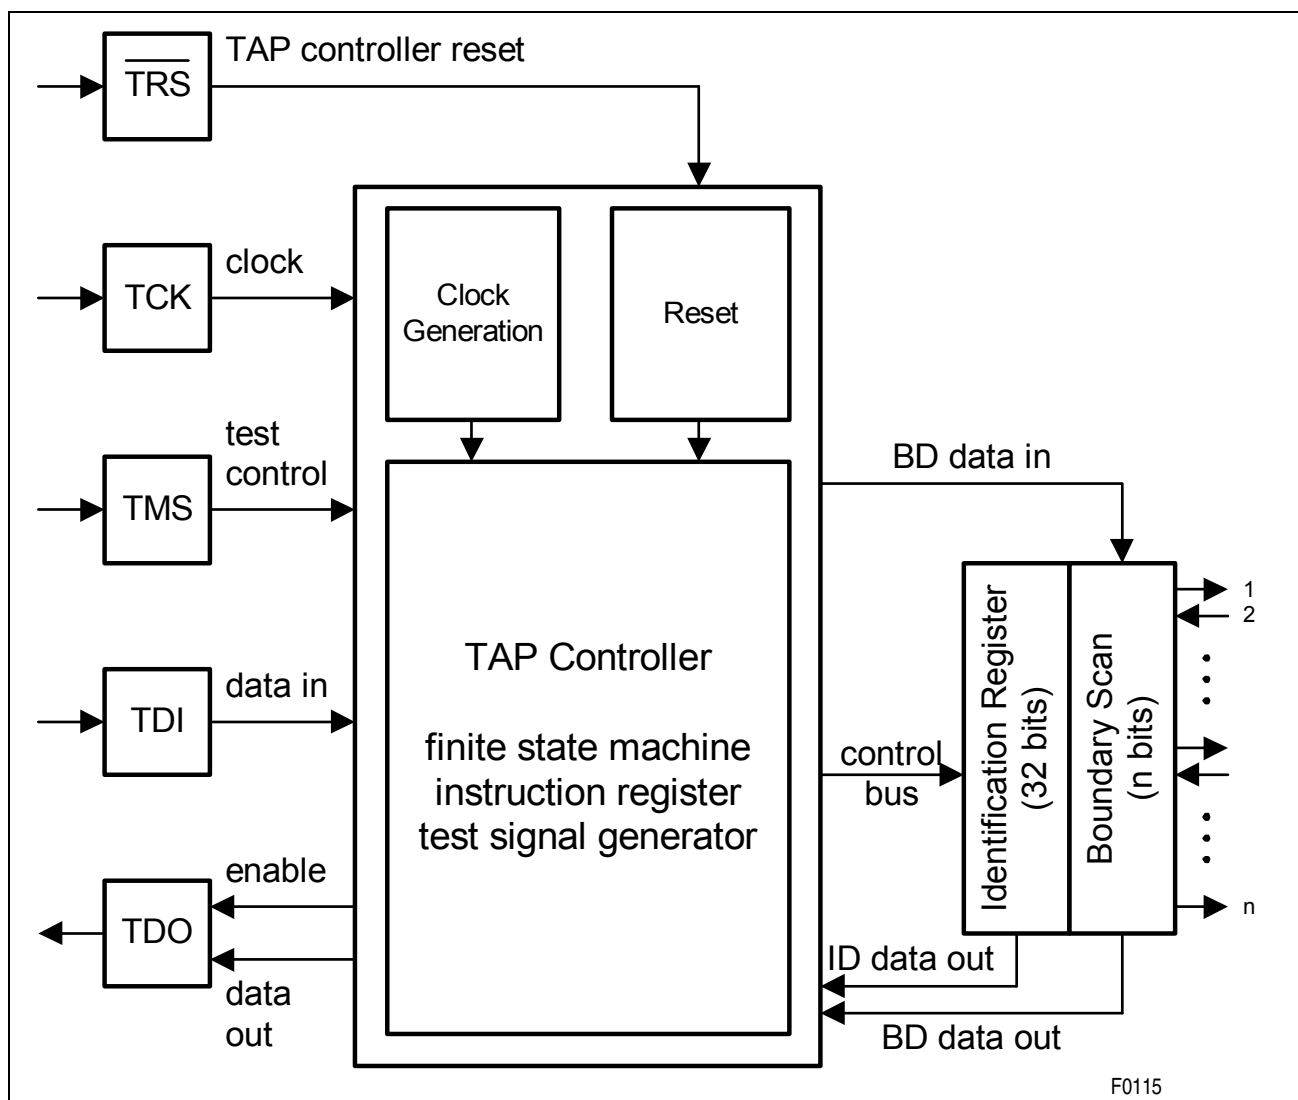 TRS
TAP controller reset
TCK
clock
Clock
Generation
Reset
TMS
test
control
BD data in
TDI
data in
TAP Controller
finite state machine
instruction register
test signal generator
control
bus
Identification Register
(32 bits)
Boundary Scan
(n bits)
1
2
n
TDO
enable
data
out
ID data out
BD data out
F0115